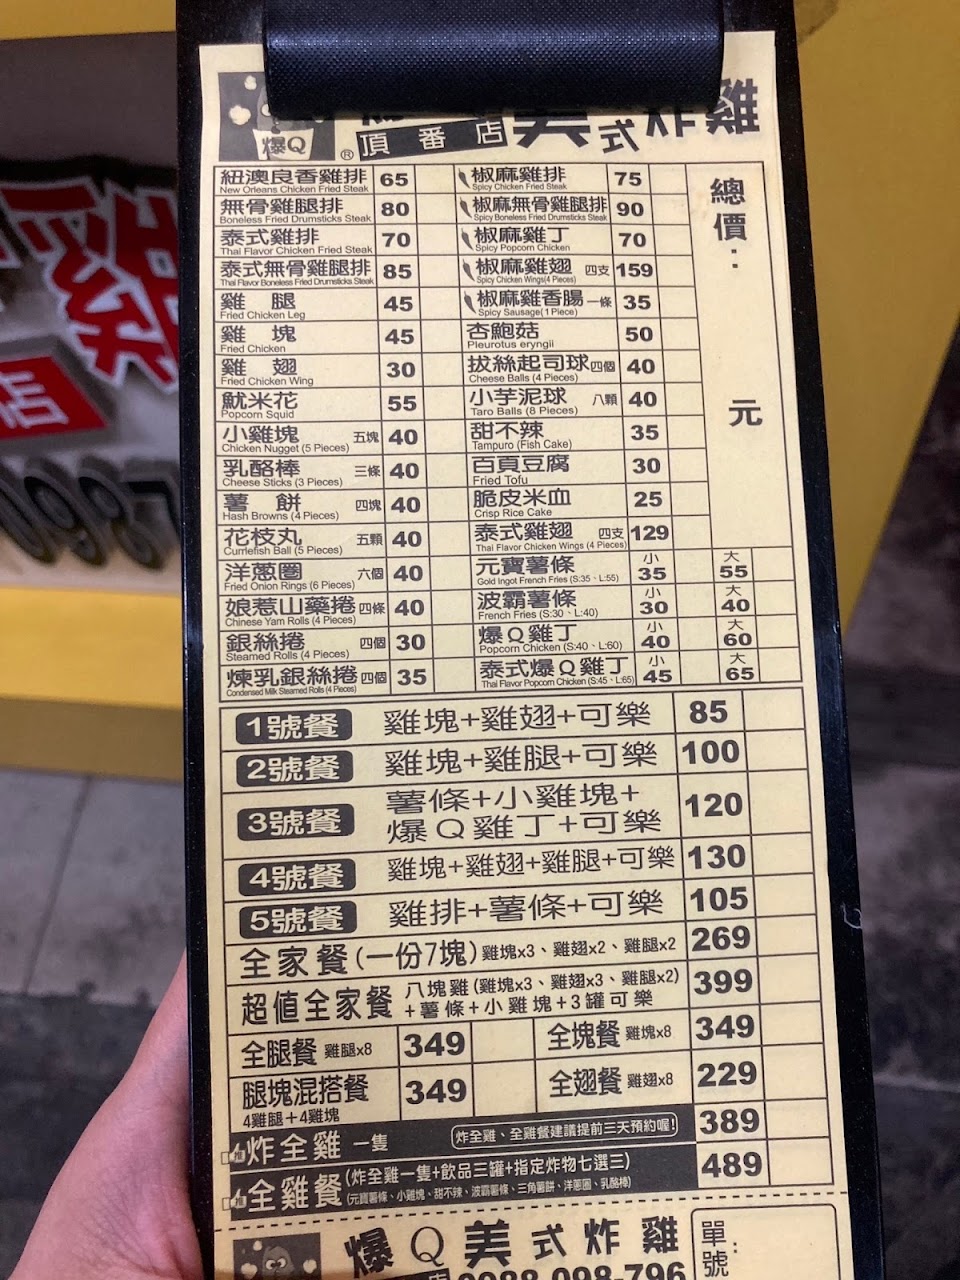 爆Q
®
頂番店
美式炸雞
紐澳良香雞排 65
New Orleans Chicken Fried Steak
椒麻雞排 75
Spicy Chicken Fried Steak
總價:
元
無骨雞腿排 80
Boneless Fried Drumsticks Steak
椒麻無骨雞腿排 90
Spicy Boneless Fried Drumsticks Steak
泰式雞排 70
Thai Flavor Chicken Fried Steak
椒麻雞丁 70
Spicy Popcorn Chicken
泰式無骨雞腿排 85
Thai Flavor Boneless Fried Drumsticks Steak
椒麻雞翅 四支 159
Spicy Chicken Wings(4 Pieces)
雞腿 45
Fried Chicken Leg
椒麻雞香腸 一條 35
Spicy Sausage(1 Piece)
雞塊 45
Fried Chicken
杏鮑菇 50
Pleurotus eryngii
雞翅 30
Fried Chicken Wing
拔絲起司球 四個 40
Cheese Balls (4 Pieces)
魷米花 55
Popcorn Squid
小芋泥球 八顆 40
Taro Balls (8 Pieces)
小雞塊 五塊 40
Chicken Nugget (5 Pieces)
甜不辣 35
Tampuro (Fish Cake)
乳酪棒 三條 40
Cheese Sticks (3 Pieces)
百頁豆腐 30
Fried Tofu
薯餅 四塊 40
Hash Browns (4 Pieces)
脆皮米血 25
Crisp Rice Cake
花枝丸 五顆 40
Currlefish Ball (5 Pieces)
泰式雞翅 四支 129
Thai Flavor Chicken Wings (4 Pieces)
洋蔥圈 六個 40
Fried Onion Rings (6 Pieces)
元寶薯條 小 35 大 55
Gold Ingot French Fries (S:35、L:55)
娘惹山藥捲 四條 40
Chinese Yam Rolls (4 Pieces)
波霸薯條 小 30 大 40
French Fries (S:30、L:40)
銀絲捲 四個 30
Steamed Rolls (4 Pieces)
爆Q雞丁 小 40 大 60
Popcorn Chicken (S:40、L:60)
煉乳銀絲捲 四個 35
Condensed Milk Steamed Rolls (4 Pieces)
泰式爆Q雞丁 小 45 大 65
Thai Flavor Popcorn Chicken (S:45、L:65)
1號餐 雞塊+雞翅+可樂 85
2號餐 雞塊+雞腿+可樂 100
3號餐 薯條+小雞塊+
爆Q雞丁+可樂 120
4號餐 雞塊+雞翅+雞腿+可樂 130
5號餐 雞排+薯條+可樂 105
全家餐(一份7塊) 雞塊x3、雞翅x2、雞腿x2 269
超值全家餐 八塊雞(雞塊x3、雞翅x3、雞腿x2)
+薯條+小雞塊+3罐可樂 399
全腿餐 雞腿x8 349
全塊餐 雞塊x8 349
腿塊混搭餐 349
4雞腿+4雞塊
全翅餐 雞翅x8 229
炸全雞 一隻 炸全雞、全雞餐建議提前三天預約喔! 389
全雞餐 (炸全雞一隻+飲品三罐+指定炸物七選三) 489
(元寶薯條、小雞塊、甜不辣、波霸薯條、三角薯餅、洋蔥圈、乳酪棒)
爆Q美式炸雞
單號:
0988-098-796